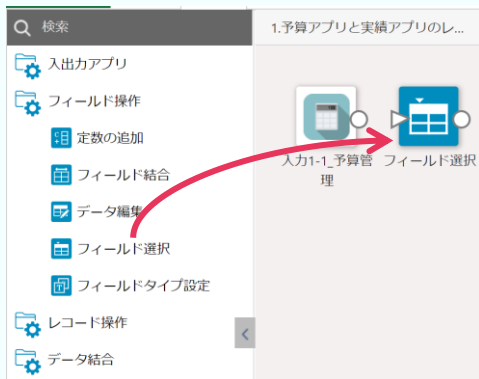 検索
入出力アプリ
フィールド操作
定数の追加
フィールド結合
データ編集
フィールド選択
フィールドタイプ設定
レコード操作
データ結合
1.予算アプリと実績アプリのレ...
入力1-1_予算管
理
フィールド選択